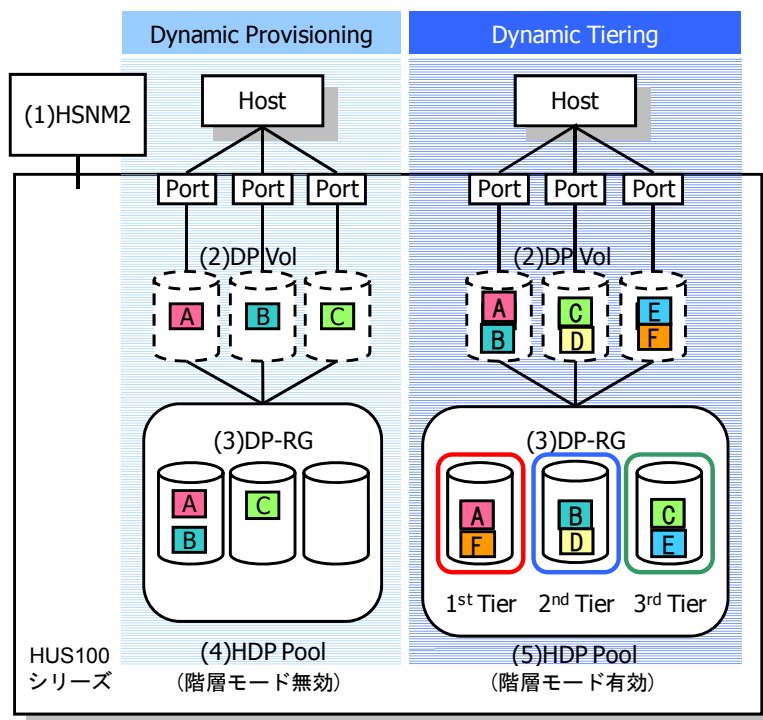 Dynamic Provisioning
Dynamic Tiering
(1)HSNM2
Host
Host
Port
Port
Port
Port
Port
Port
(2)DP Vol
(2)DP Vol
A
B
C
A
B
C
D
E
F
(3)DP-RG
(3)DP-RG
A
B
C
A
F
B
D
C
E
1st Tier
2nd Tier
3rd Tier
(4)HDP Pool
(階層モード無効)
(5)HDP Pool
(階層モード有効)
HUS100
シリーズ